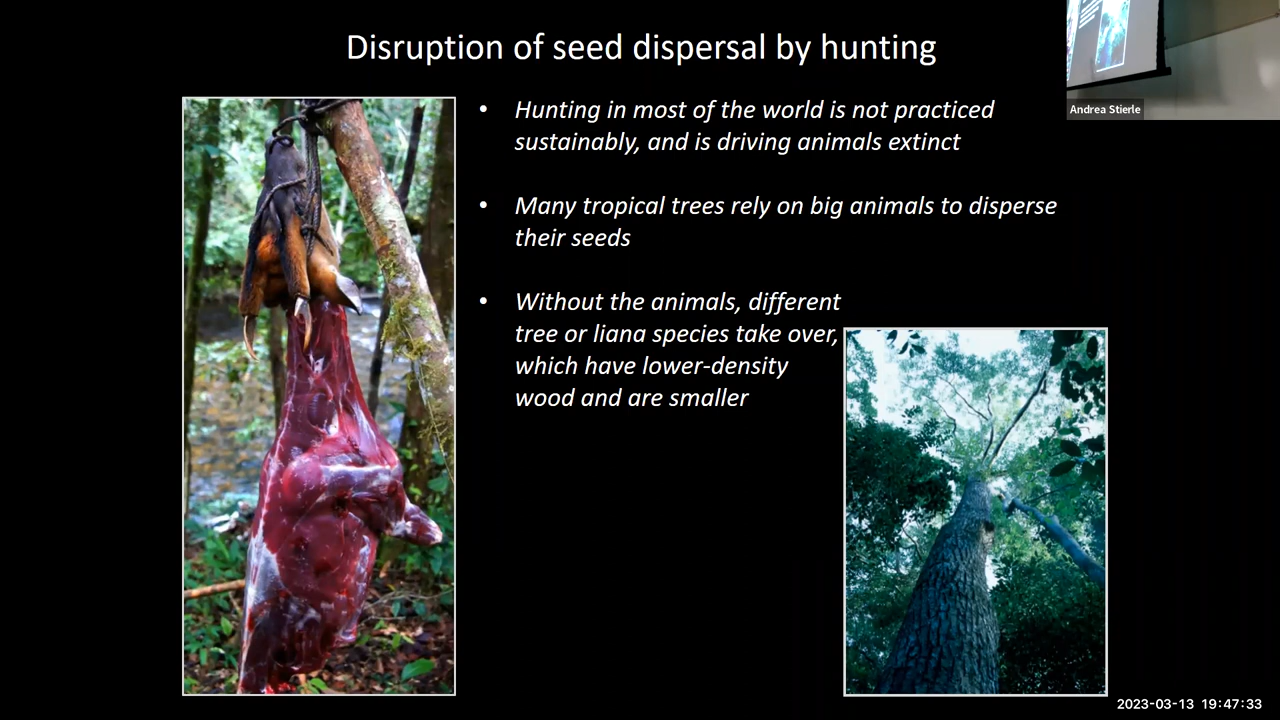 Disruption of seed dispersal by hunting
• Hunting in most of the world is not practiced
sustainably, and is driving animals extinct
• Many tropical trees rely on big animals to disperse
their seeds
• Without the animals, different
tree or liana species take over,
which have lower-density
wood and are smaller
Andrea Stierle
2023-03-13 19:47:33